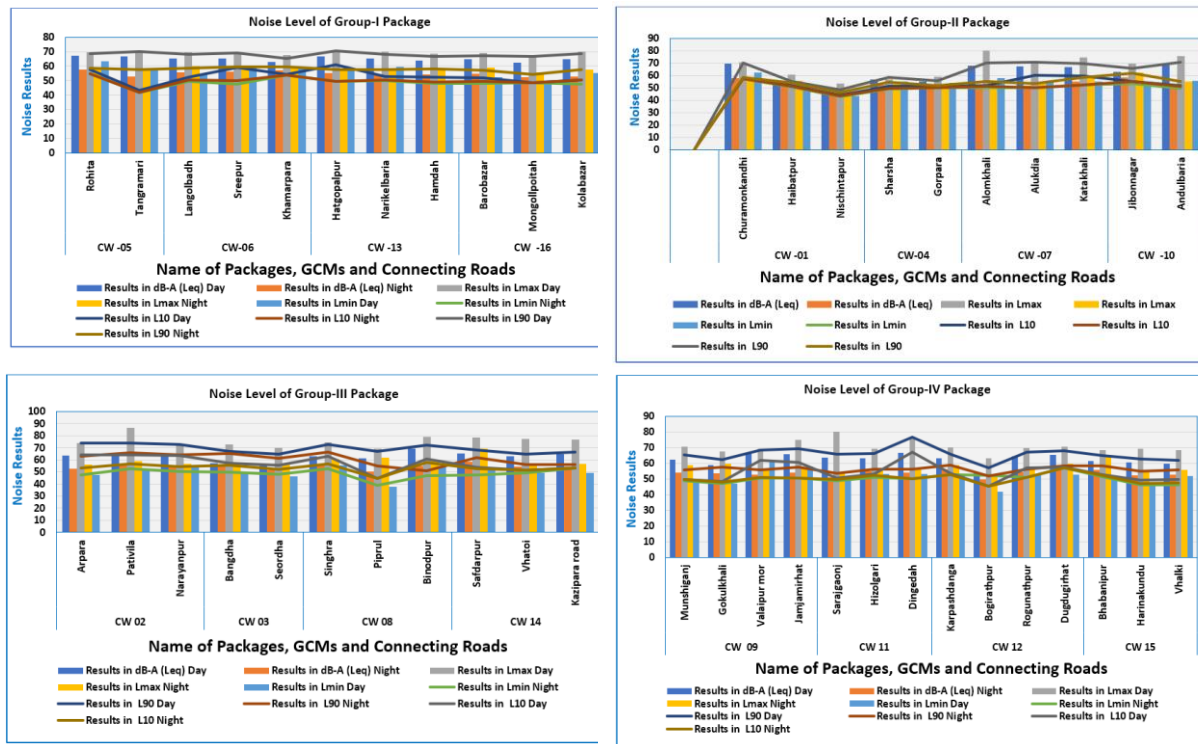 Noise Level of Group-I Package
Noise Results
80
70
60
50
40
30
20
10
0
Rohita
Tangramari
Langolbadh
Sreepur
Khamarpara
Hatgopalpur
Narikelbaria
Hamdah
Barobazar
Mongollpoitah
Kolabazar
CW -05 CW-06 CW -13 CW -16
Name of Packages, GCMs and Connecting Roads
Results in dB-A (Leq) Day Results in dB-A (Leq) Night Results in Lmax Day
Results in Lmax Night Results in Lmin Day Results in Lmin Night
Results in L10 Day Results in L10 Night Results in L90 Day
Results in L90 Night
Noise Level of Group-II Package
Noise Results
90
80
70
60
50
40
30
20
10
0
Churamonkandhi
Haibatpur
Nischintapur
Sharsha
Gorpara
Alomkhali
Alukdia
Katakhali
Jibonnagar
Andulbaria
CW -01 CW-04 CW -07 CW -10
Name of Packages, GCMs and Connecting Roads
Results in dB-A (Leq) Results in dB-A (Leq) Results in Lmax Results in Lmax
Results in Lmin Results in Lmin Results in L10 Results in L10
Results in L90 Results in L90
Noise Level of Group-III Package
Noise Results
100
90
80
70
60
50
40
30
20
10
0
Arpara
Pativila
Narayanpur
Bangdha
Seordha
Singhra
Piprul
Binodpur
Safdarpur
Vhatoi
Kazipara road
CW 02 CW 03 CW 08 CW 14
Name of Packages, GCMs and Connecting Roads
Results in dB-A (Leq) Day Results in dB-A (Leq) Night Results in Lmax Day
Results in Lmax Night Results in Lmin Day Results in Lmin Night
Results in L90 Day Results in L90 Night Results in L10 Day
Results in L10 Night
Noise Level of Group-IV Package
Noise Results
90
80
70
60
50
40
30
20
10
0
Munshiganj
Gokulkhali
Valaipur mor
Jamjamirhat
Sarajgaonj
Hizolgari
Dingedah
Karpashdanga
Bogirathpur
Rogunathpur
Dugdugirhat
Bhabanipur
Harinakundu
Vhalki
CW 09 CW 11 CW 12 CW 15
Name of Packages, GCMs and Connecting Roads
Results in dB-A (Leq) Day Results in dB-A (Leq) Night Results in Lmax Day
Results in Lmax Night Results in Lmin Day Results in Lmin Night
Results in L90 Day Results in L90 Night Results in L10 Day
Results in L10 Night